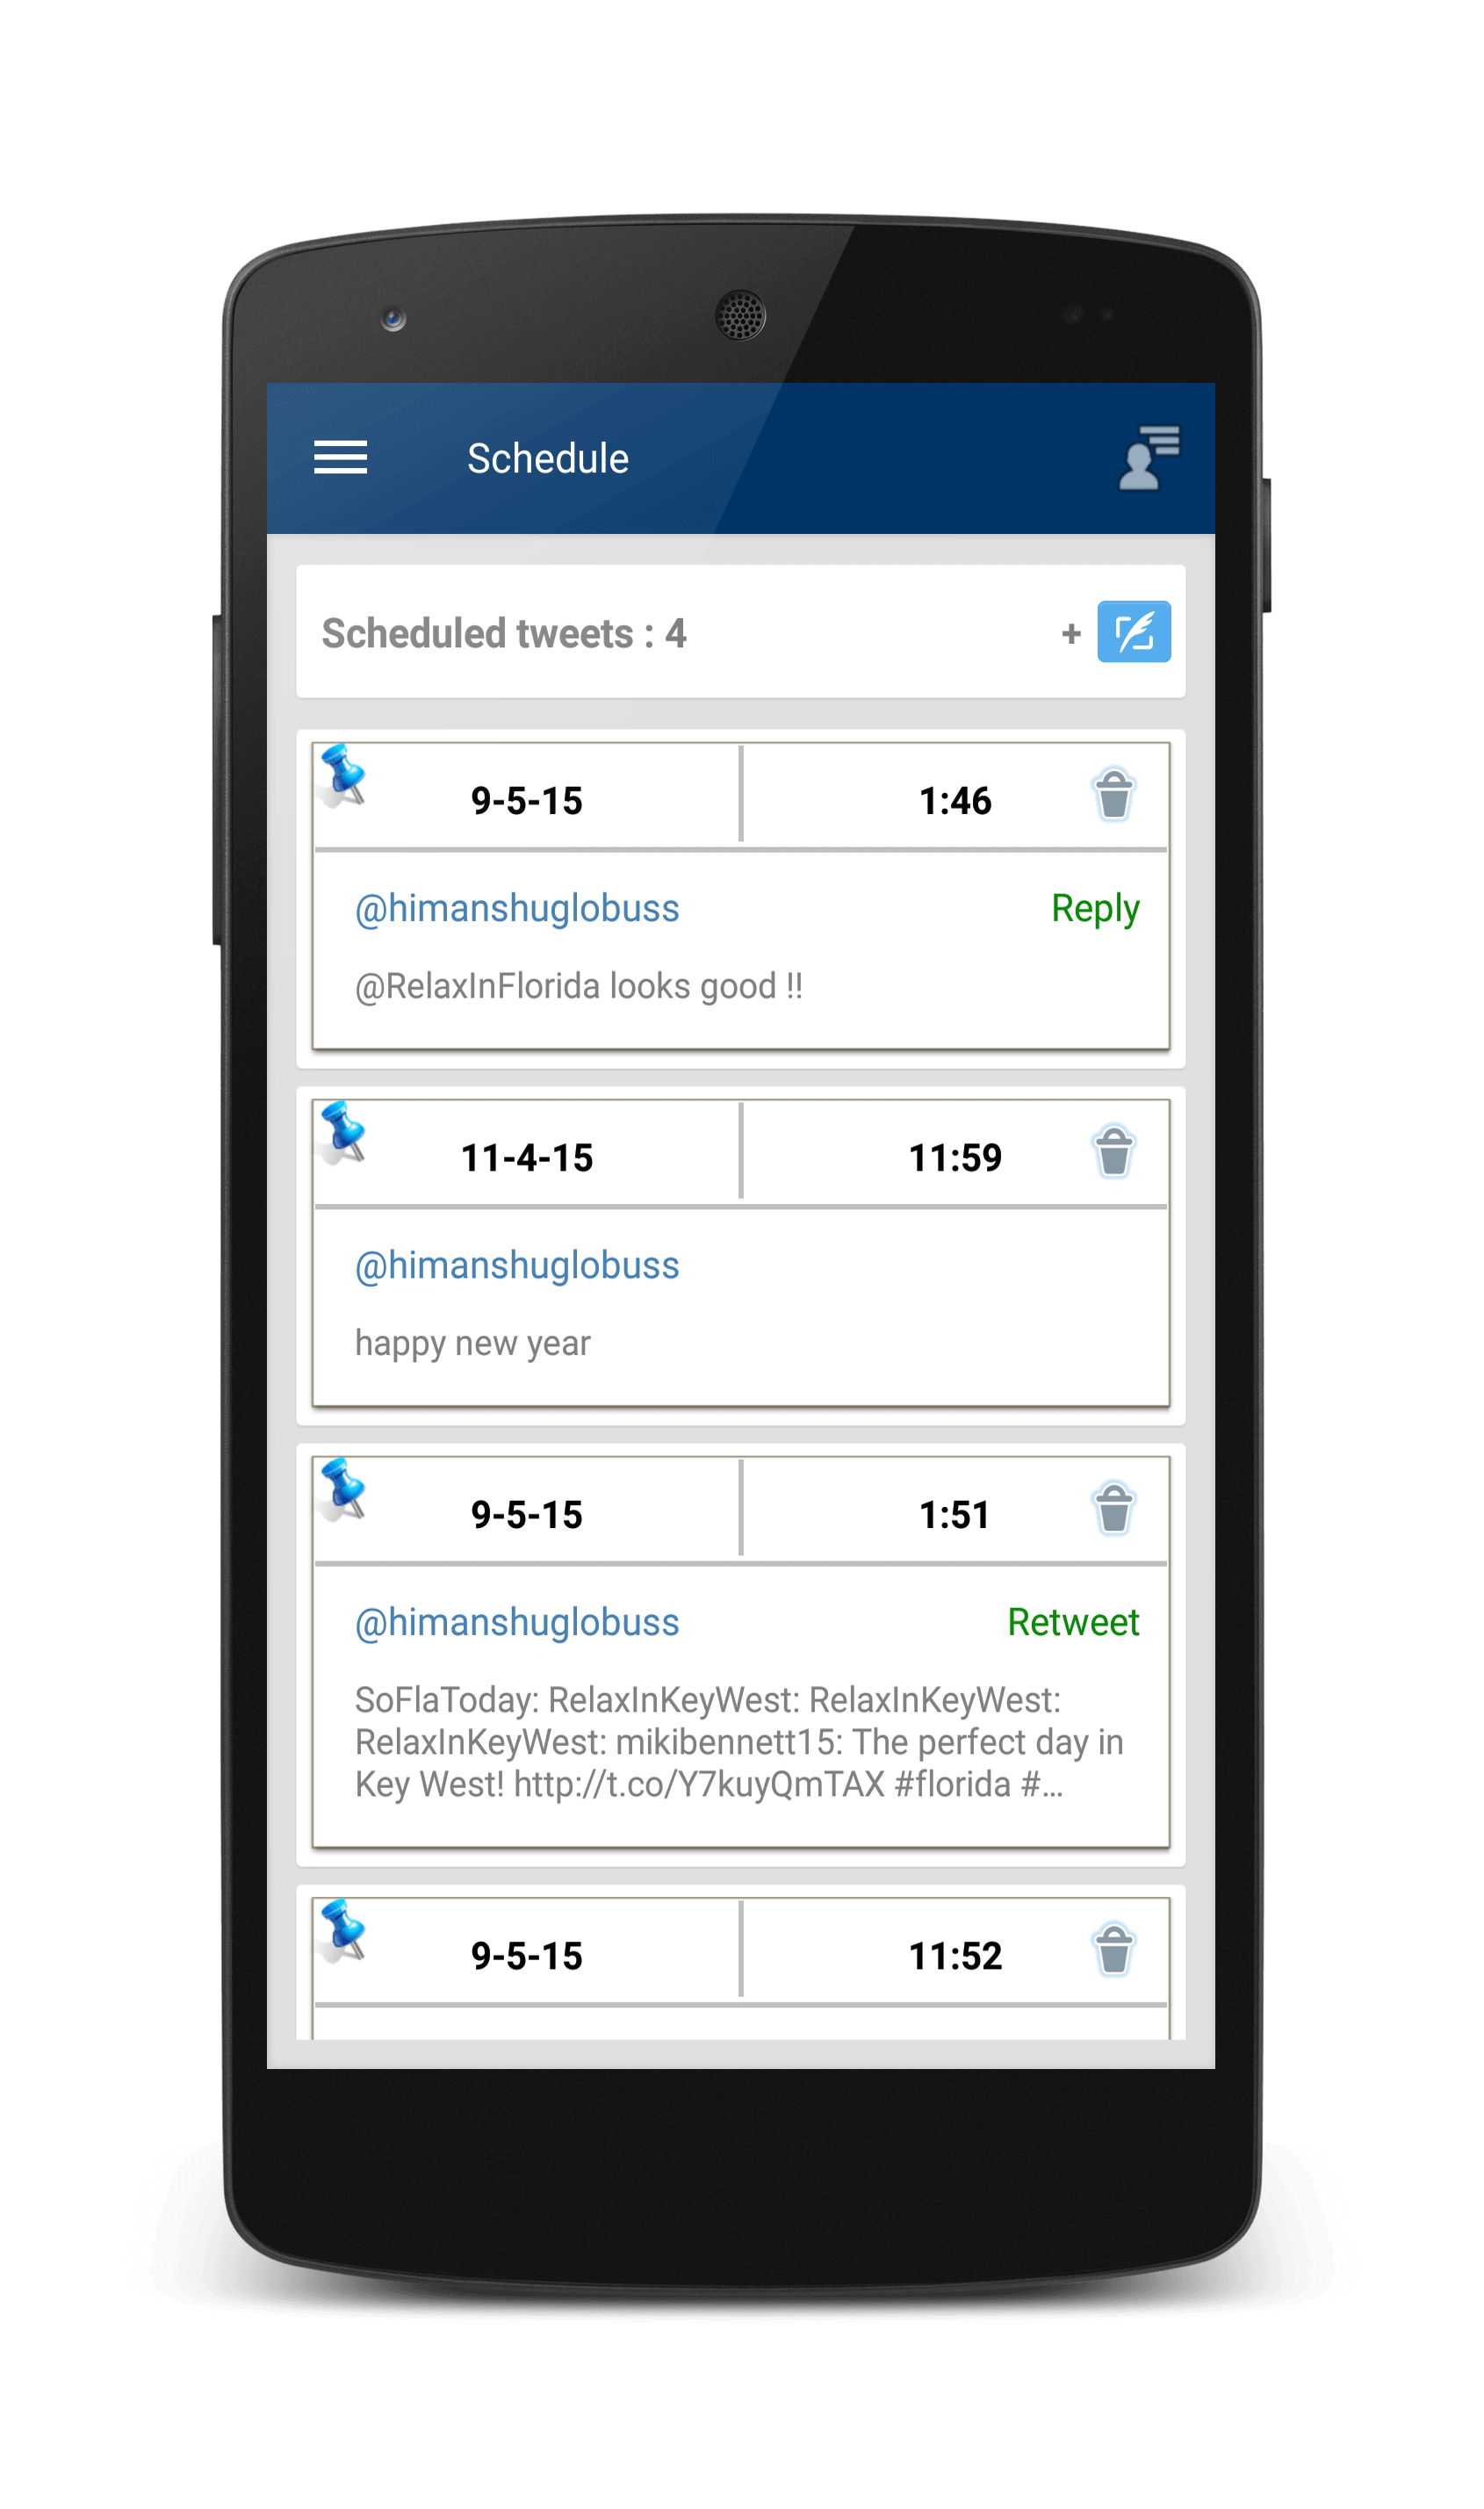 Schedule
Scheduled tweets : 4
+
9-5-15 1:46
@himanshuglobuss Reply
@RelaxInFlorida looks good !!
11-4-15 11:59
@himanshuglobuss
happy new year
9-5-15 1:51
@himanshuglobuss Retweet
SoFlaToday: RelaxInKeyWest: RelaxInKeyWest:
RelaxInKeyWest: mikibennett15: The perfect day in
Key West! http://t.co/Y7kuyQmTAX #florida #...
9-5-15 11:52